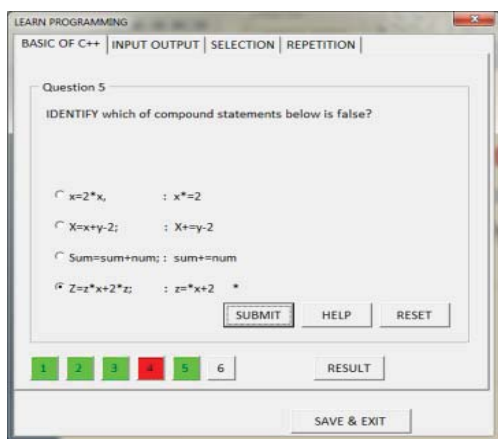 LEARN PROGRAMMING
BASIC OF C++ INPUT OUTPUT SELECTION REPETITION
Question 5
IDENTIFY which of compound statements below is false?
x=2*x, : x*=2
X=x+y-2; : X+=y-2
Sum=sum+num; : sum+=num
Z=z*x+2*z; : z=*x+2 *
SUBMIT HELP RESET
1 2 3 4 5 6 RESULT
SAVE & EXIT